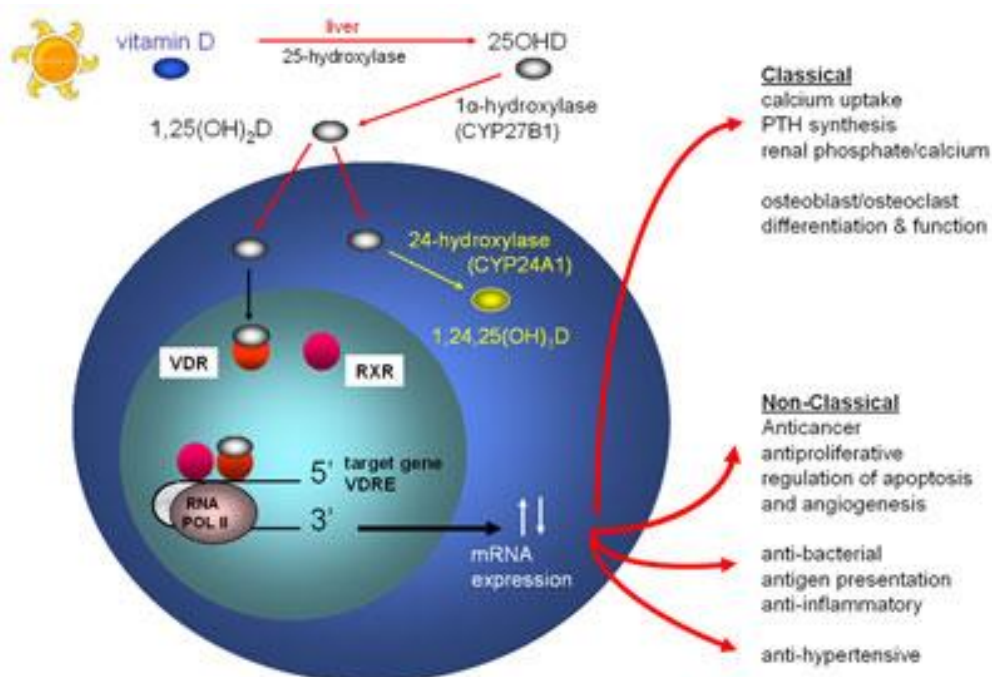 vitamin D
liver
25-hydroxylase
25OHD
1,25(OH)₂D
1α-hydroxylase
(CYP27B1)
24-hydroxylase
(CYP24A1)
1,24,25(OH)₃D
VDR
RXR
5'
target gene
VDRE
RNA
POL II
3'
mRNA
expression
Classical
calcium uptake
PTH synthesis
renal phosphate/calcium
osteoblast/osteoclast
differentiation & function
Non-Classical
Anticancer
antiproliferative
regulation of apoptosis
and angiogenesis
anti-bacterial
antigen presentation
anti-inflammatory
anti-hypertensive